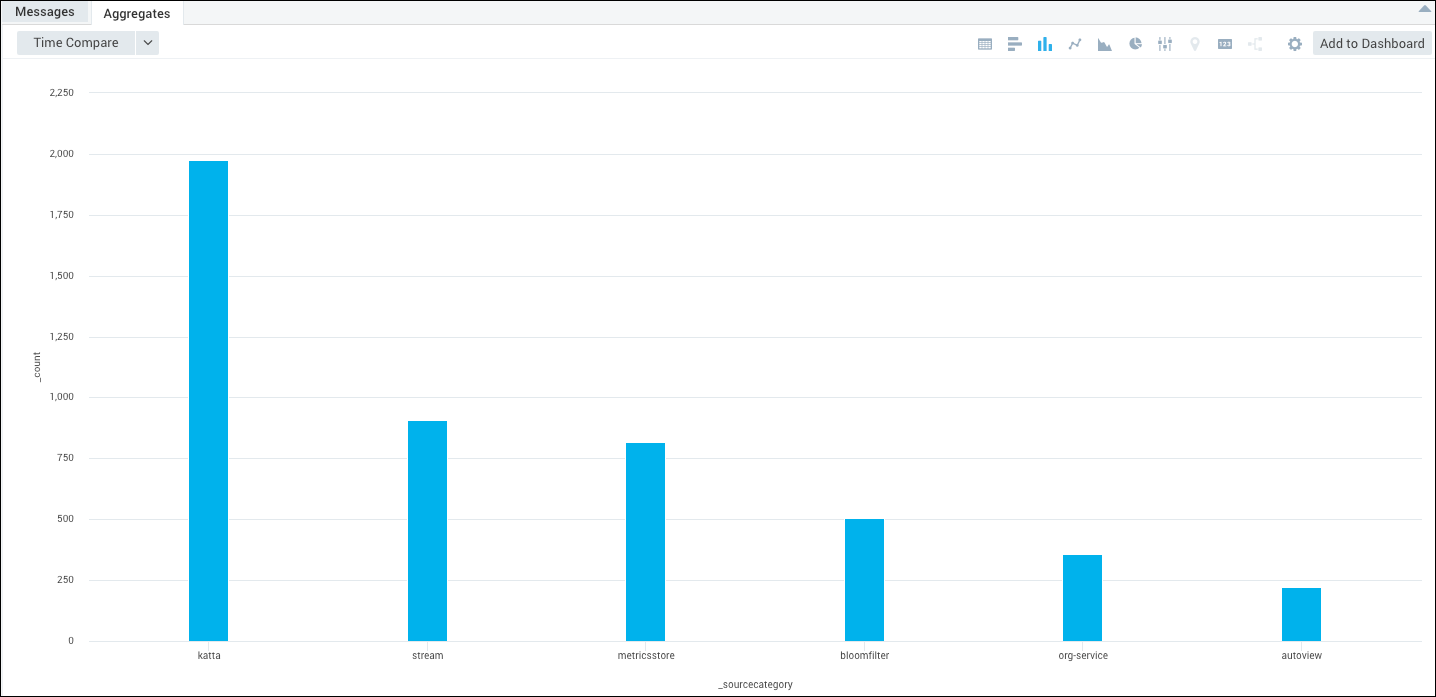 Messages
Aggregates
Time Compare
123
Add to Dashboard
2,250
2,000
1,750
1,500
1,250
1,000
750
500
250
0
_count
katta
stream
metricsstore
bloomfilter
org-service
autoview
_sourcecategory